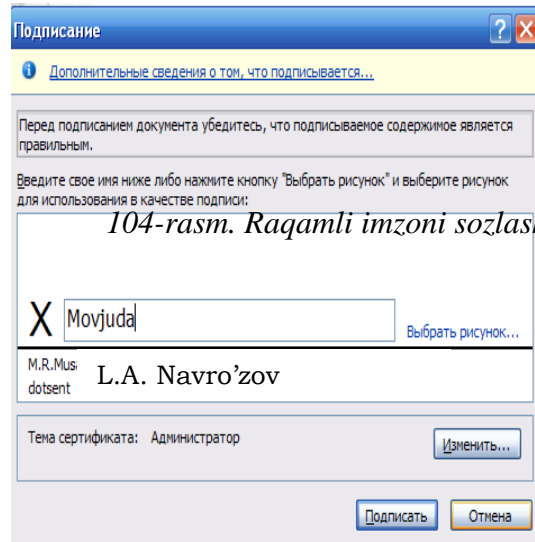 Подписание
Дополнительные сведения о том, что подписывается...
Перед подписанием документа убедитесь, что подписываемое содержимое является
правильным.
Введите свое имя ниже либо нажмите кнопку "Выбрать рисунок" и выберите рисунок
для использования в качестве подписи:
104-rasm. Raqamli imzoni sozlas
X Movjuda
Выбрать рисунок...
M.R.Mus
L.A. Navro’zov
dotsent
Тема сертификата: Администратор
Изменить...
Подписать Отмена